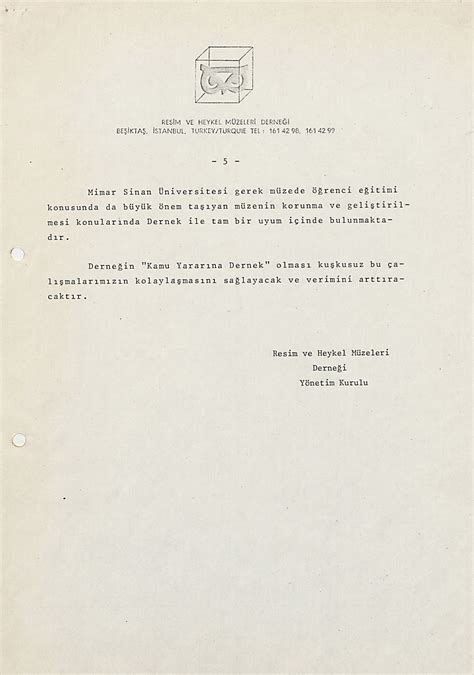 RESİM VE HEYKEL MÜZELERİ DERNEĞİ
BEŞİKTAŞ, İSTANBUL, TURKEY/TURQUIE TEL : 161 42 98, 161 42 99
- 5 -
Mimar Sinan Üniversitesi gerek müzede öğrenci eğitimi
konusunda da büyük önem taşıyan müzenin korunma ve geliştiril-
mesi konularında Dernek ile tam bir uyum içinde bulunmakta-
dır.
Derneğin "Kamu Yararına Dernek" olması kuşkusuz bu ça-
lışmalarımızın kolaylaşmasını sağlayacak ve verimini arttıra-
caktır.
Resim ve Heykel Müzeleri
Derneği
Yönetim Kurulu